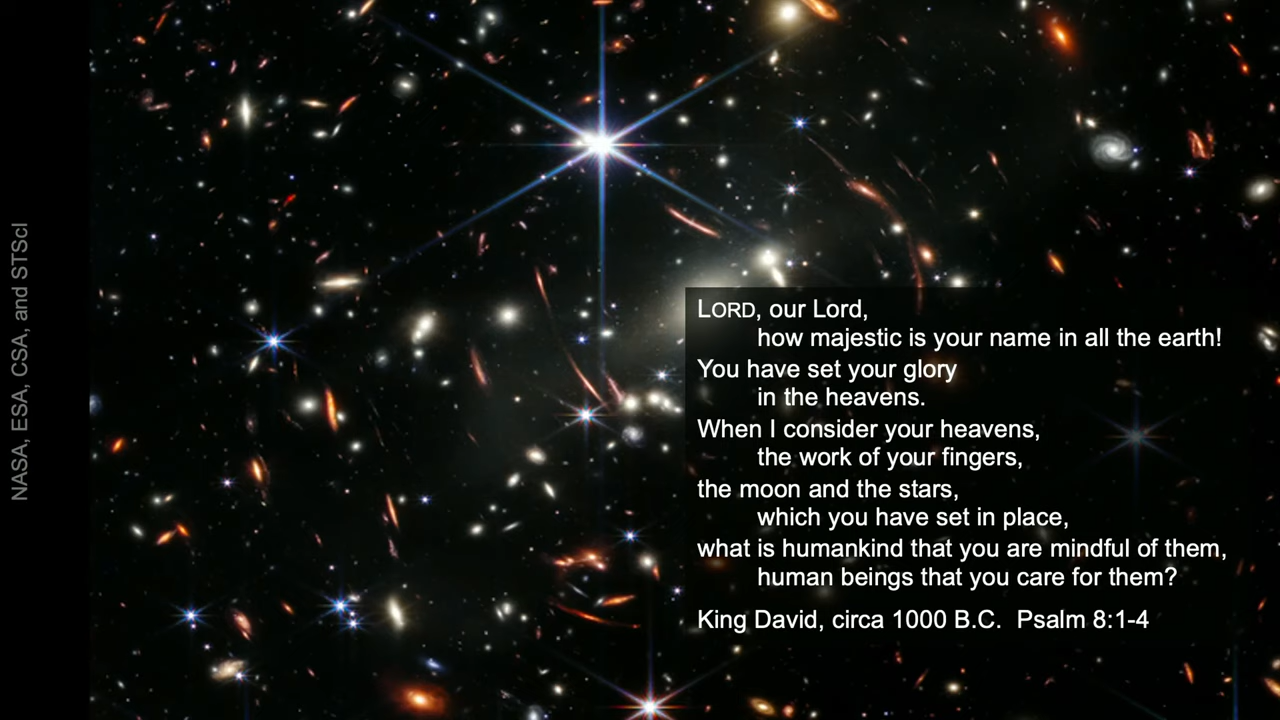 NASA, ESA, CSA, and STScI
LORD, our Lord,
how majestic is your name in all the earth!
You have set your glory
in the heavens.
When I consider your heavens,
the work of your fingers,
the moon and the stars,
which you have set in place,
what is humankind that you are mindful of them,
human beings that you care for them?
King David, circa 1000 B.C.  Psalm 8:1-4